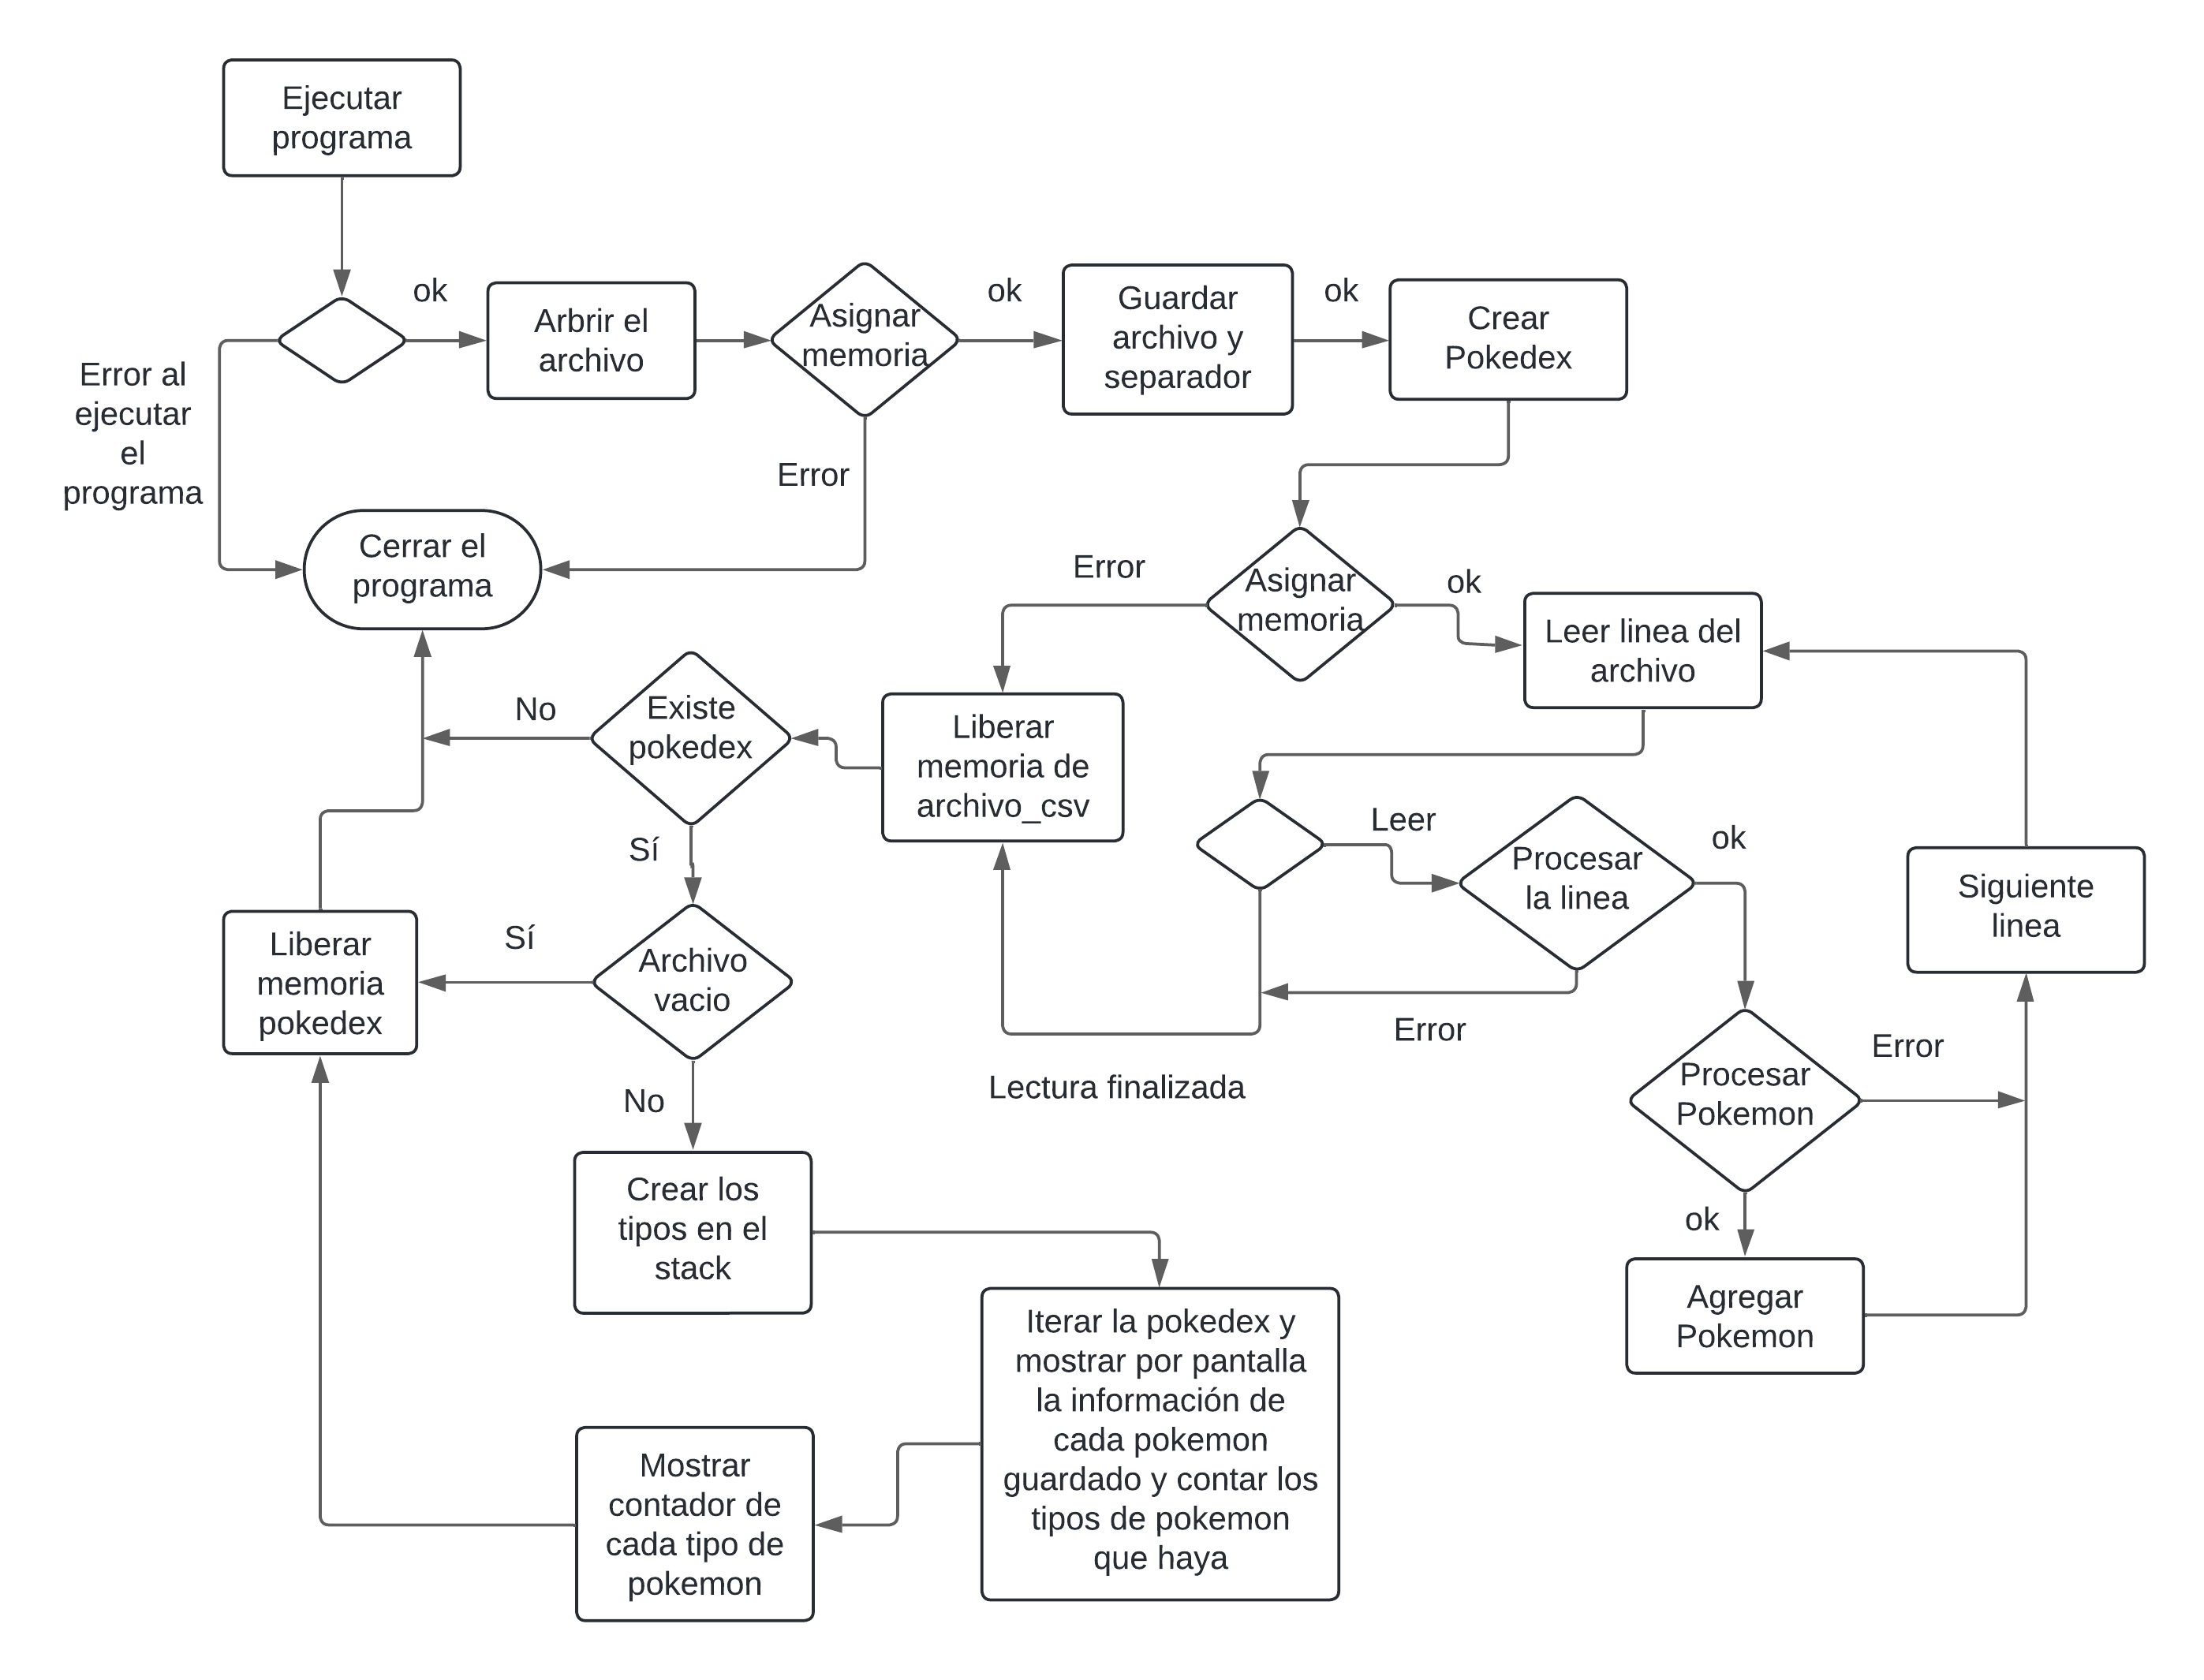 Ejecutar
programa
ok
Arbrir el
archivo
Asignar
memoria
ok
Guardar
archivo y
separador
ok
Crear
Pokedex
Error al
ejecutar
el
programa
Error
Cerrar el
programa
Error
Asignar
memoria
ok
Leer linea del
archivo
No
Existe
pokedex
Liberar
memoria de
archivo_csv
Sí
Leer
Procesar
la linea
ok
Siguiente
linea
Liberar
memoria
pokedex
Sí
Archivo
vacio
Error
Lectura finalizada
No
Procesar
Pokemon
Error
ok
Agregar
Pokemon
Crear los
tipos en el
stack
Iterar la pokedex y
mostrar por pantalla
la información de
cada pokemon
guardado y contar los
tipos de pokemon
que haya
Mostrar
contador de
cada tipo de
pokemon